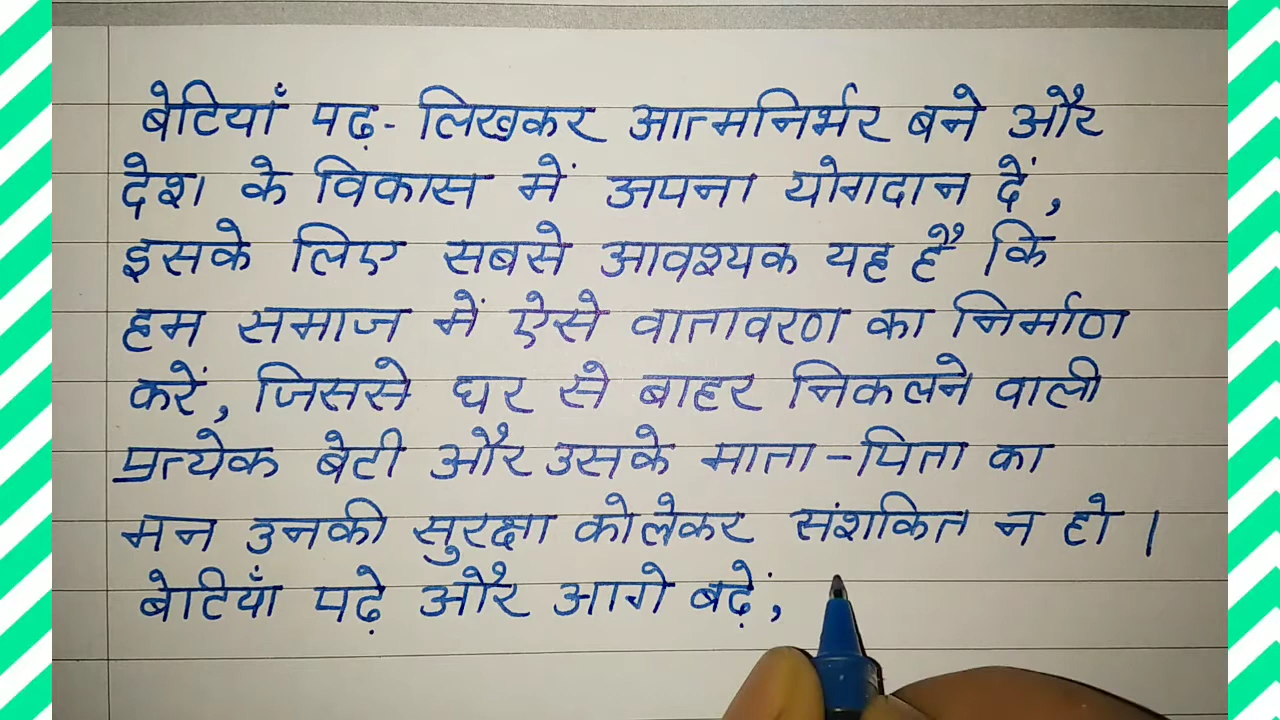 बेटियाँ पढ़-लिखकर आत्मनिर्भर बने और
देश के विकास में अपना योगदान दें,
इसके लिए सबसे आवश्यक यह है कि
हम समाज में ऐसे वातावरण का निर्माण
करें, जिससे घर से बाहर निकलने वाली
प्रत्येक बेटी और उसके माता-पिता का
मन उनकी सुरक्षा को लेकर संशकित न हो ।
बेटियाँ पढ़े और आगे बढ़ें,